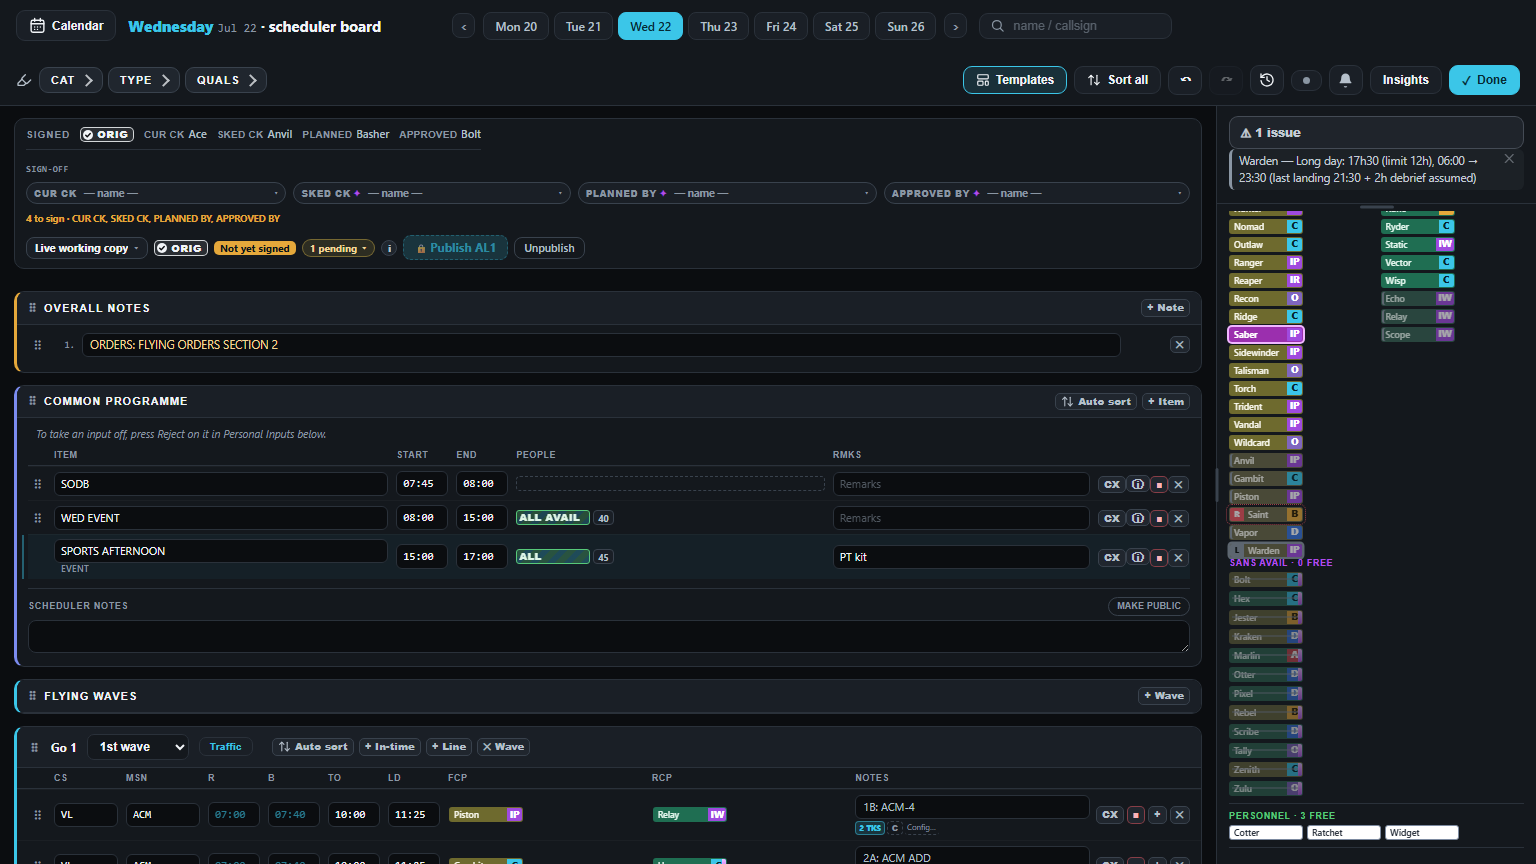 Calendar
Wednesday Jul 22 · scheduler board
‹ Mon 20 Tue 21 Wed 22 Thu 23 Fri 24 Sat 25 Sun 26 ›
name / callsign
CAT TYPE QUALS
Templates Sort all Insights ✓ Done
SIGNED ORIG CUR CK Ace SKED CK Anvil PLANNED Basher APPROVED Bolt
SIGN-OFF
CUR CK — name — SKED CK ✦ — name — PLANNED BY ✦ — name — APPROVED BY ✦ — name —
4 to sign · CUR CK, SKED CK, PLANNED BY, APPROVED BY
Live working copy ORIG Not yet signed 1 pending i Publish AL1 Unpublish
OVERALL NOTES + Note
1. ORDERS: FLYING ORDERS SECTION 2 ✕
COMMON PROGRAMME Auto sort + Item
To take an input off, press Reject on it in Personal Inputs below.
ITEM START END PEOPLE RMKS
SODB 07:45 08:00 Remarks CX
WED EVENT 08:00 15:00 ALL AVAIL 40 Remarks CX
SPORTS AFTERNOON 15:00 17:00 ALL 45 PT kit CX
EVENT
SCHEDULER NOTES MAKE PUBLIC
FLYING WAVES + Wave
Go 1 1st wave Traffic Auto sort + In-time + Line ✕ Wave
CS MSN R B TO LD FCP RCP NOTES
VL ACM 07:00 07:40 10:00 11:25 Piston IP Relay IW 1B: ACM-4 CX
2 TKS C Config...
2A: ACM ADD
⚠ 1 issue
Warden — Long day: 17h30 (limit 12h), 06:00 →
23:30 (last landing 21:30 + 2h debrief assumed)
Nomad C
Outlaw C
Ranger IP
Reaper IR
Recon O
Ridge C
Saber IP
Sidewinder IP
Talisman O
Torch C
Trident IP
Vandal IP
Wildcard O
Anvil IP
Gambit C
Piston IP
R Saint B
Vapor D
L Warden IP
Ryder C
Static IW
Vector C
Wisp C
Echo IW
Relay IW
Scope IW
SANS AVAIL · 0 FREE
Bolt C
Hex C
Jester B
Kraken D
Marlin A
Otter D
Pixel D
Rebel B
Scribe D
Tally O
Zenith C
Zulu O
PERSONNEL · 3 FREE
Cotter Ratchet Widget